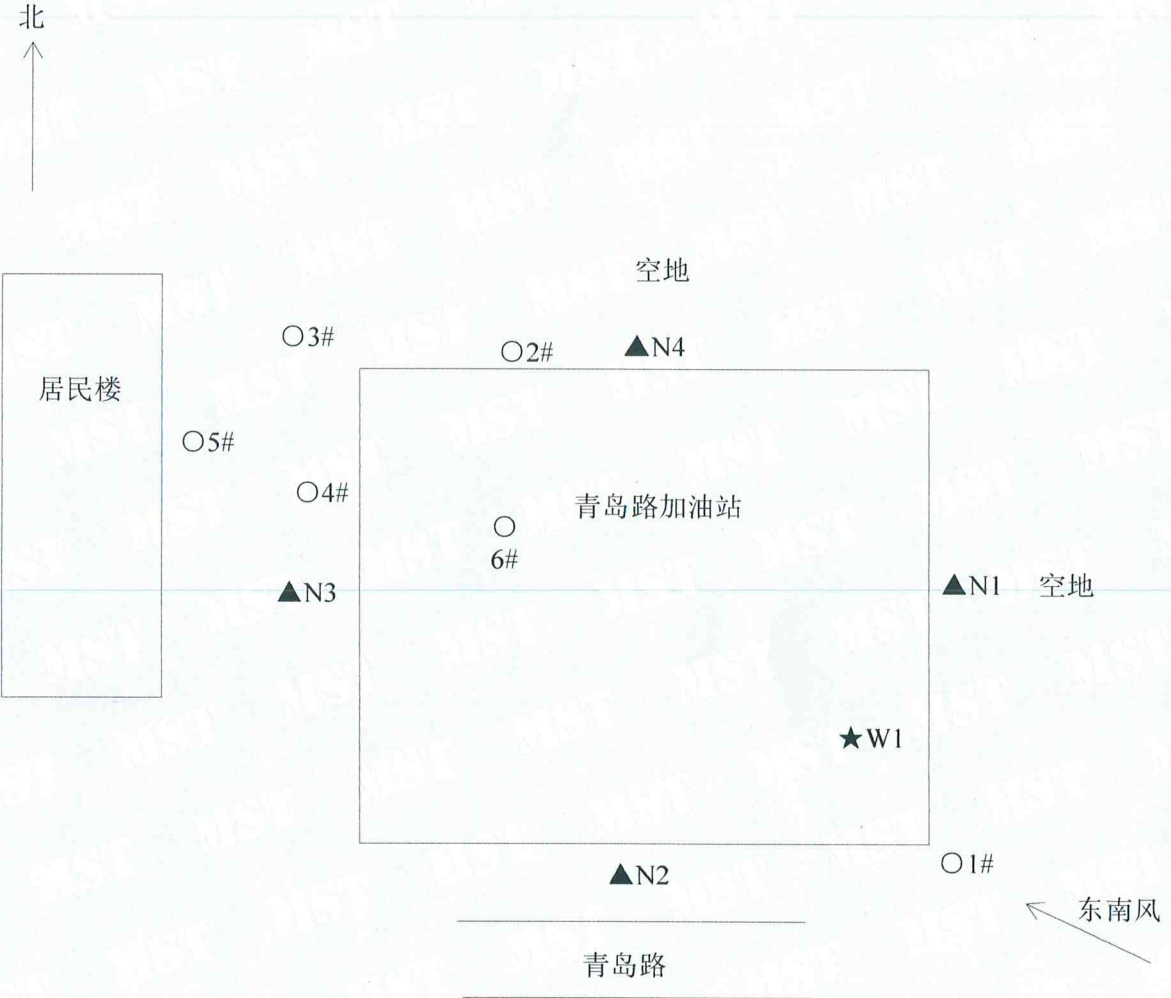 北
空地
○3#
○2#
▲N4
居民楼
○5#
○4#
青岛路加油站
○
6#
▲N3
▲N1
空地
★W1
▲N2
○1#
东南风
青岛路
MST